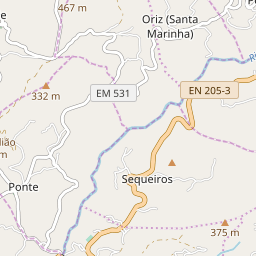 467 m
Oriz (Santa
Marinha)
332 m
EM 531
EN 205-3
Sequeiros
Ponte
375 m